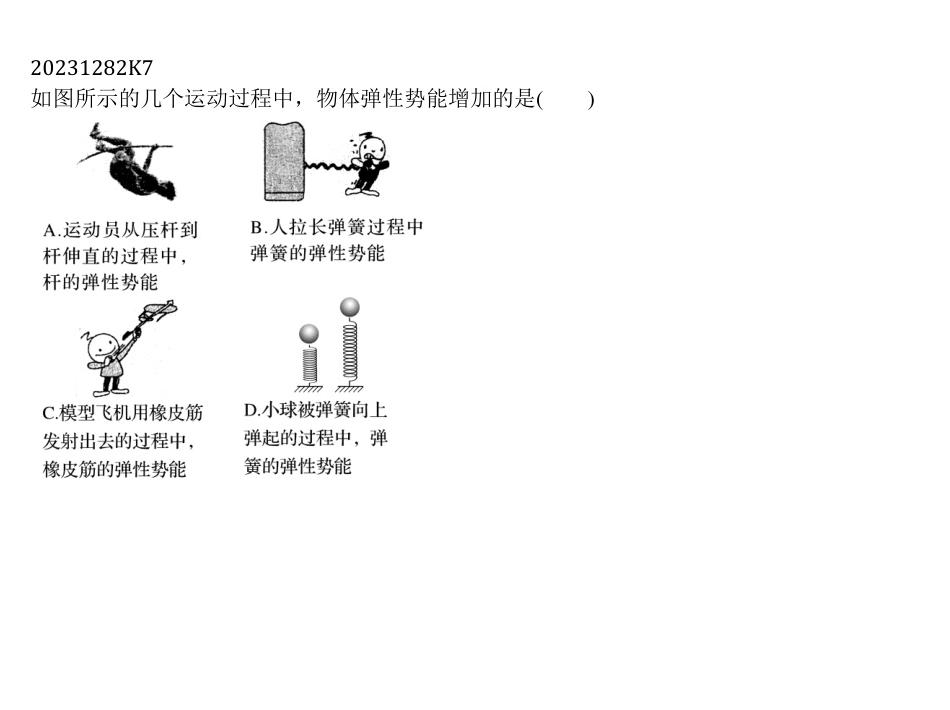 20231282K7
如图所示的几个运动过程中，物体弹性势能增加的是(　　)
A.运动员从压杆到
杆伸直的过程中，
杆的弹性势能
B.人拉长弹簧过程中
弹簧的弹性势能
C.模型飞机用橡皮筋
发射出去的过程中，
橡皮筋的弹性势能
D.小球被弹簧向上
弹起的过程中，弹
簧的弹性势能